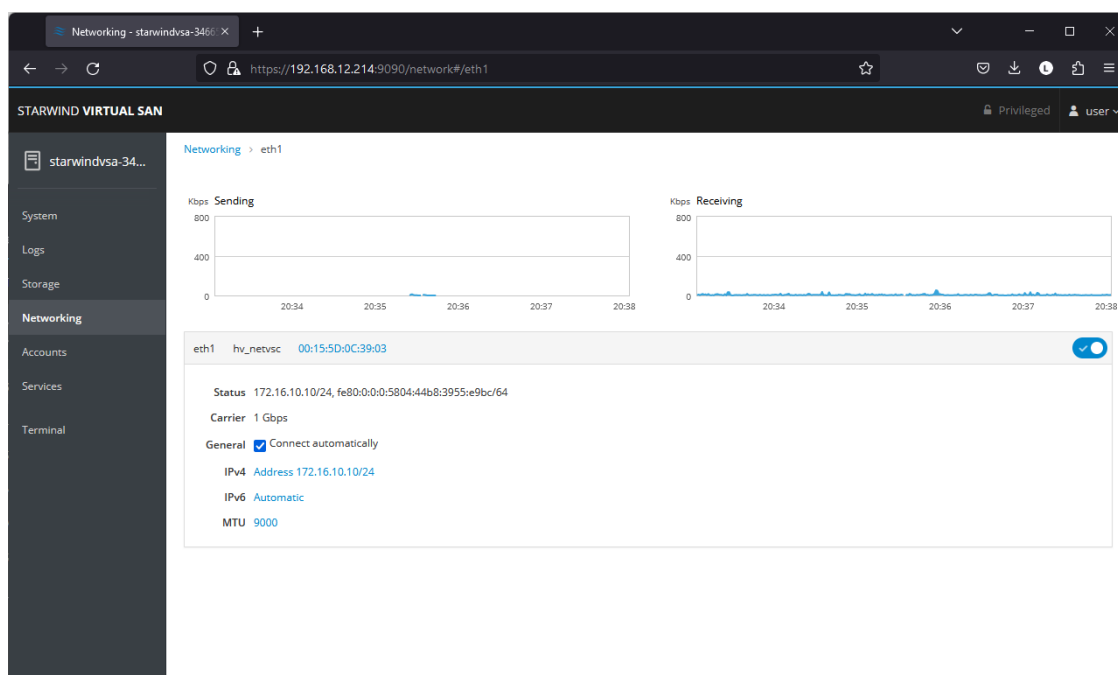 Networking - starwindvsa-3466
https://192.168.12.214:9090/network#/eth1
STARWIND VIRTUAL SAN
Privileged
user
starwindvsa-34...
System
Logs
Storage
Networking
Accounts
Services
Terminal
Networking > eth1
Kbps Sending
800
400
0
20:34 20:35 20:36 20:37 20:38
Kbps Receiving
800
400
0
20:34 20:35 20:36 20:37 20:38
eth1 hv_netvsc 00:15:5D:0C:39:03
Status 172.16.10.10/24, fe80:0:0:0:5804:44b8:3955:e9bc/64
Carrier 1 Gbps
General Connect automatically
IPv4 Address 172.16.10.10/24
IPv6 Automatic
MTU 9000